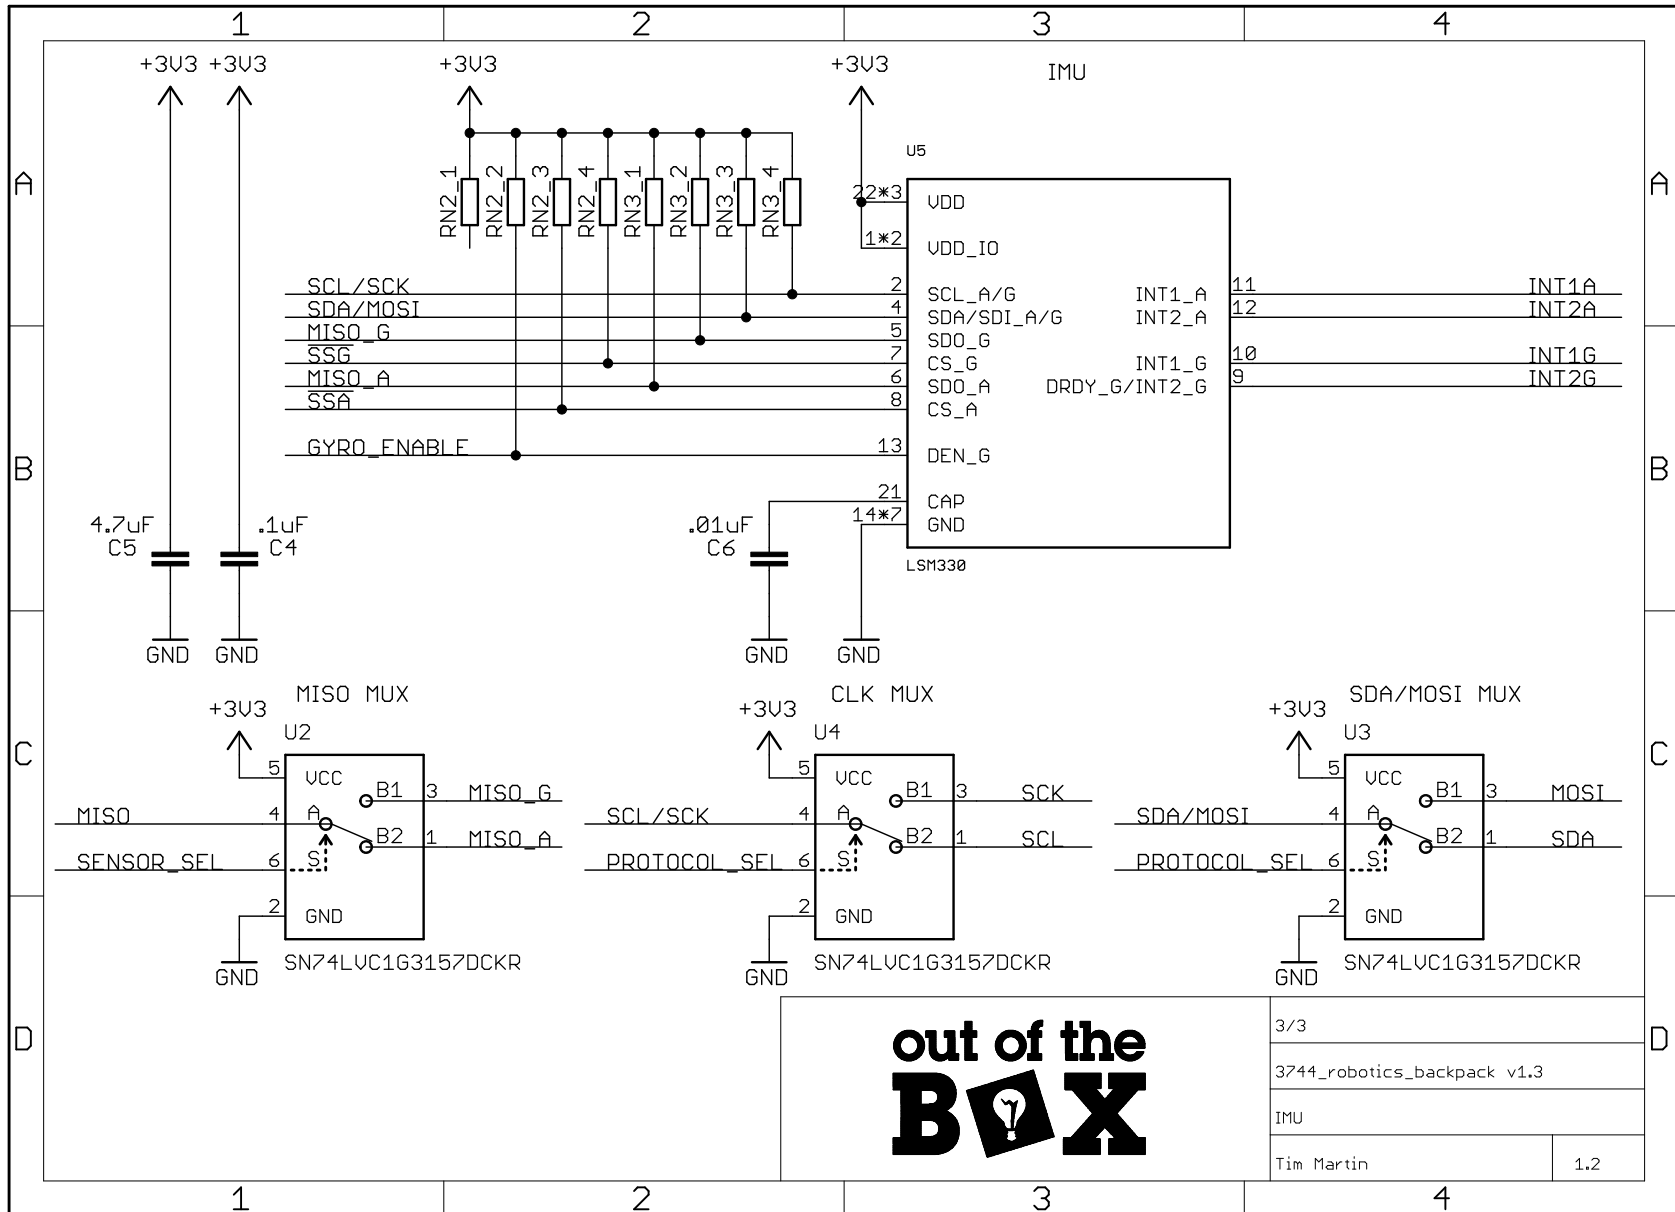 1 2 3 4
+3V3 +3V3 +3V3 +3V3 IMU
U5
A A
RN2_1 RN2_2 RN2_3 RN2_4 RN3_1 RN3_2 RN3_3 RN3_4
22*3 VDD
1*2 VDD_IO
SCL/SCK 2 SCL_A/G INT1_A 11 INT1A
SDA/MOSI 4 SDA/SDI_A/G INT2_A 12 INT2A
MISO_G 5 SDO_G
SSG 7 CS_G INT1_G 10 INT1G
MISO_A 6 SDO_A DRDY_G/INT2_G 9 INT2G
SSA 8 CS_A
GYRO_ENABLE 13 DEN_G
B B
21 CAP
14*7 GND
4.7uF .1uF .01uF
C5 C4 C6
LSM330
GND GND GND GND
MISO MUX CLK MUX SDA/MOSI MUX
+3V3 +3V3 +3V3
U2 U4 U3
C C
5 VCC 5 VCC 5 VCC
B1 3 MISO_G B1 3 SCK B1 3 MOSI
MISO 4 A SCL/SCK 4 A SDA/MOSI 4 A
B2 1 MISO_A B2 1 SCL B2 1 SDA
SENSOR_SEL 6 S PROTOCOL_SEL 6 S PROTOCOL_SEL 6 S
2 GND 2 GND 2 GND
GND SN74LVC1G3157DCKR GND SN74LVC1G3157DCKR GND SN74LVC1G3157DCKR
D D
out of the
BOX
3/3
3744_robotics_backpack v1.3
IMU
Tim Martin 1.2
1 2 3 4